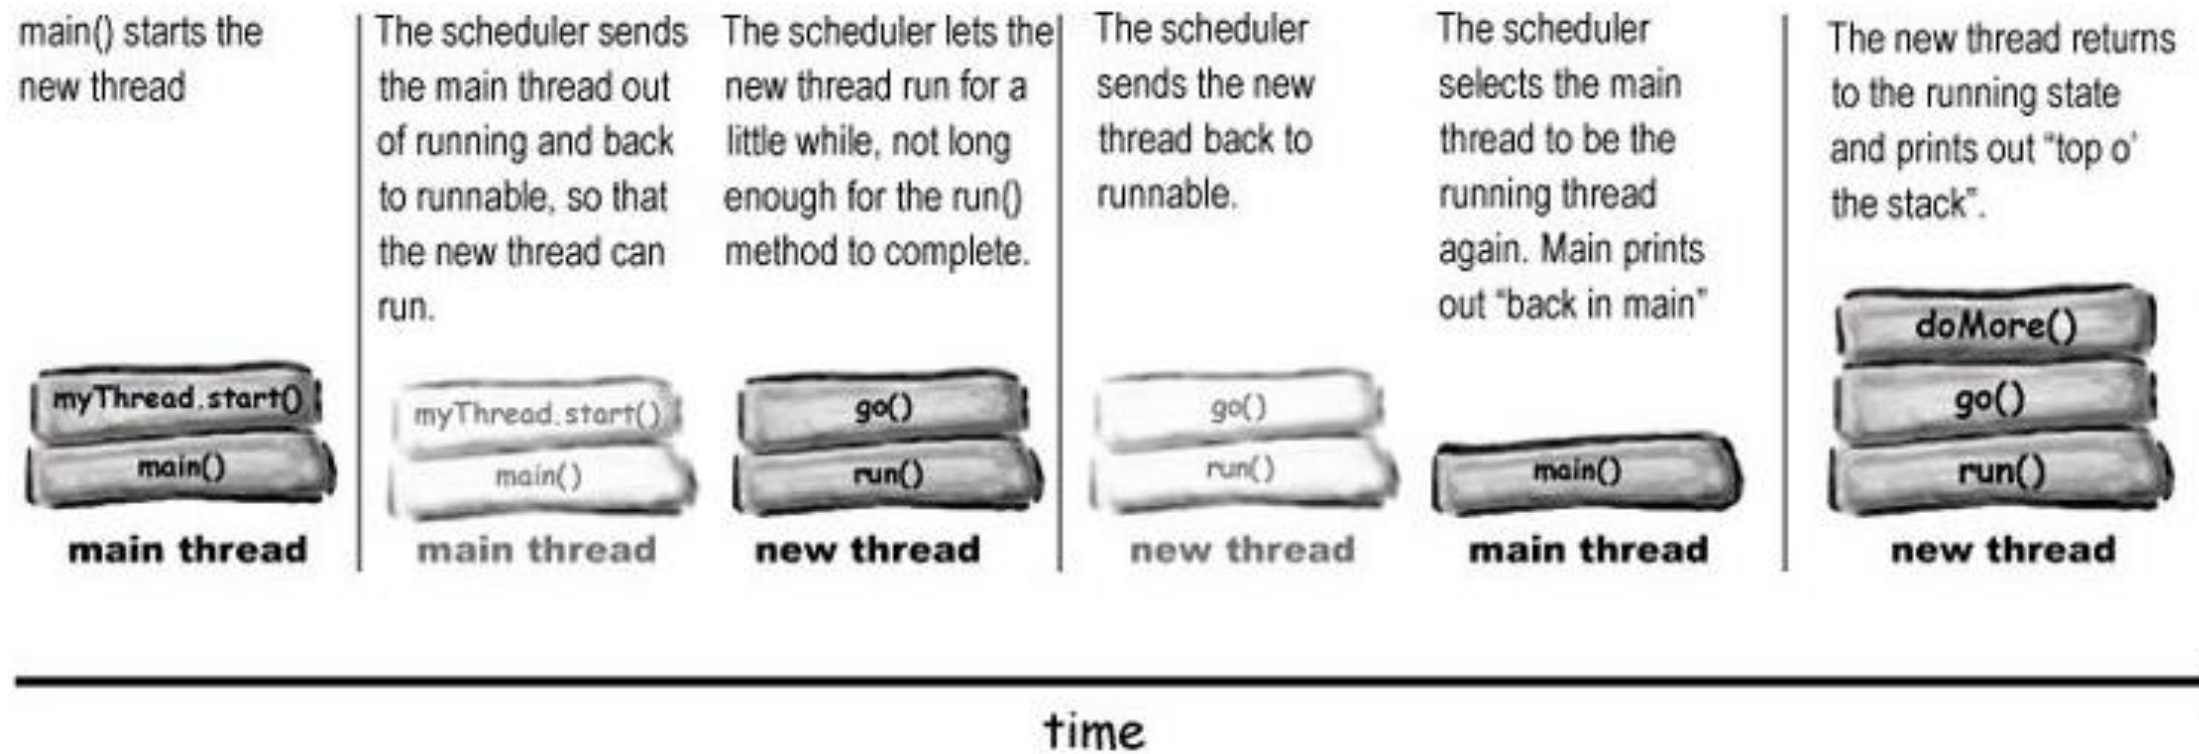 main() starts the
new thread
The scheduler sends
the main thread out
of running and back
to runnable, so that
the new thread can
run.
The scheduler lets the
new thread run for a
little while, not long
enough for the run()
method to complete.
The scheduler
sends the new
thread back to
runnable.
The scheduler
selects the main
thread to be the
running thread
again. Main prints
out “back in main”
The new thread returns
to the running state
and prints out “top o’
the stack”.
myThread.start()
main()
main thread
myThread.start()
main()
main thread
go()
run()
new thread
go()
run()
new thread
main()
main thread
doMore()
go()
run()
new thread
time